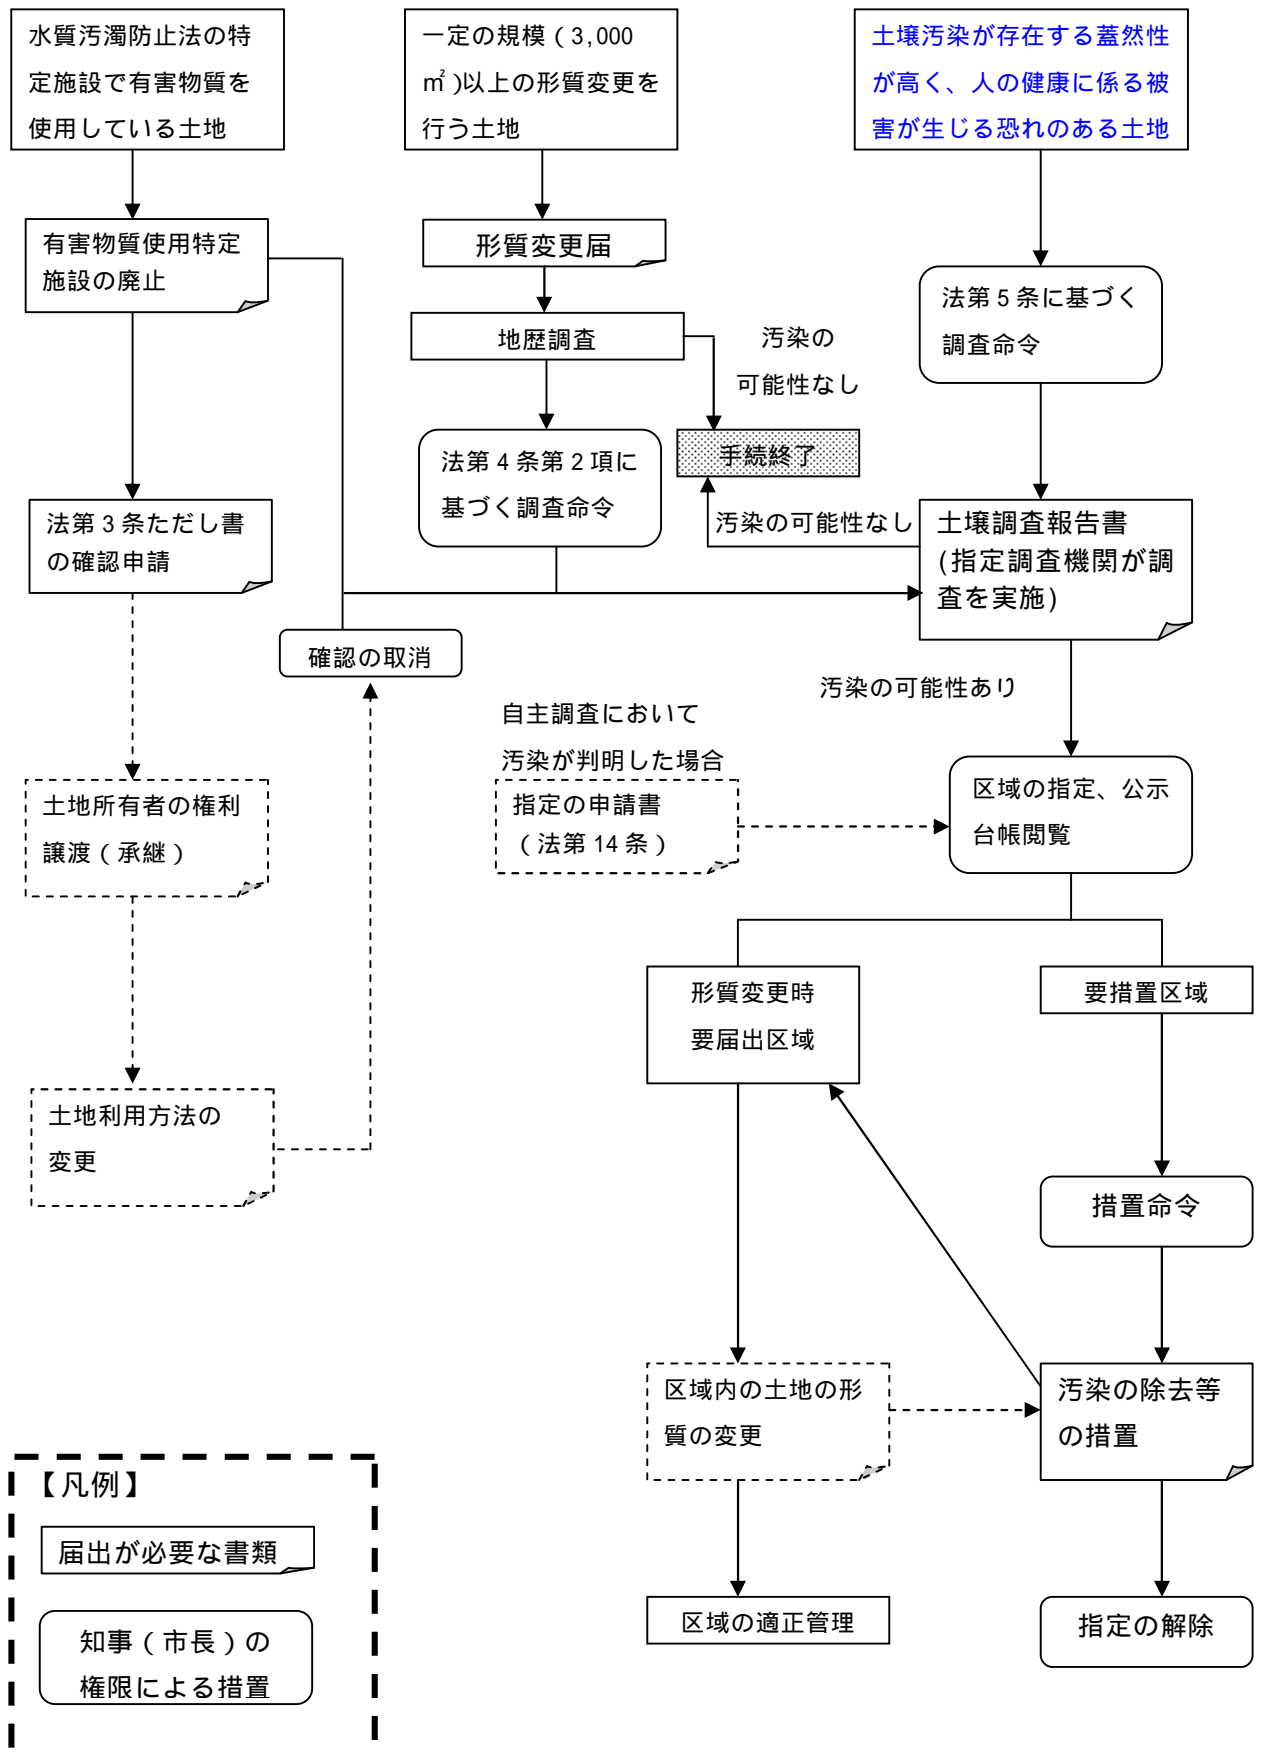 水質汚濁防止法の特
定施設で有害物質を
使用している土地
一定の規模（3,000
㎡）以上の形質変更を
行う土地
土壌汚染が存在する蓋然性
が高く、人の健康に係る被
害が生じる恐れのある土地
有害物質使用特定
施設の廃止
形質変更届
法第5条に基づく
調査命令
地歴調査
汚染の
可能性なし
法第4条第2項に
基づく調査命令
手続終了
法第3条ただし書
の確認申請
汚染の可能性なし
土壌調査報告書
(指定調査機関が調
査を実施)
確認の取消
汚染の可能性あり
自主調査において
汚染が判明した場合
指定の申請書
（法第14条）
区域の指定、公示
台帳閲覧
土地所有者の権利
譲渡（承継）
形質変更時
要届出区域
要措置区域
土地利用方法の
変更
措置命令
区域内の土地の形
質の変更
汚染の除去等
の措置
区域の適正管理
指定の解除
【凡例】
届出が必要な書類
知事（市長）の
権限による措置